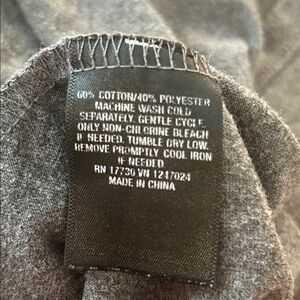 60% COTTON/40% POLYESTER
MACHINE WASH COLD
SEPARATELY. GENTLE CYCLE.
ONLY NON-CHLORINE BLEACH
IF NEEDED. TUMBLE DRY LOW.
REMOVE PROMPTLY. COOL IRON
IF NEEDED.
RN 17730 VN 1247024
MADE IN CHINA